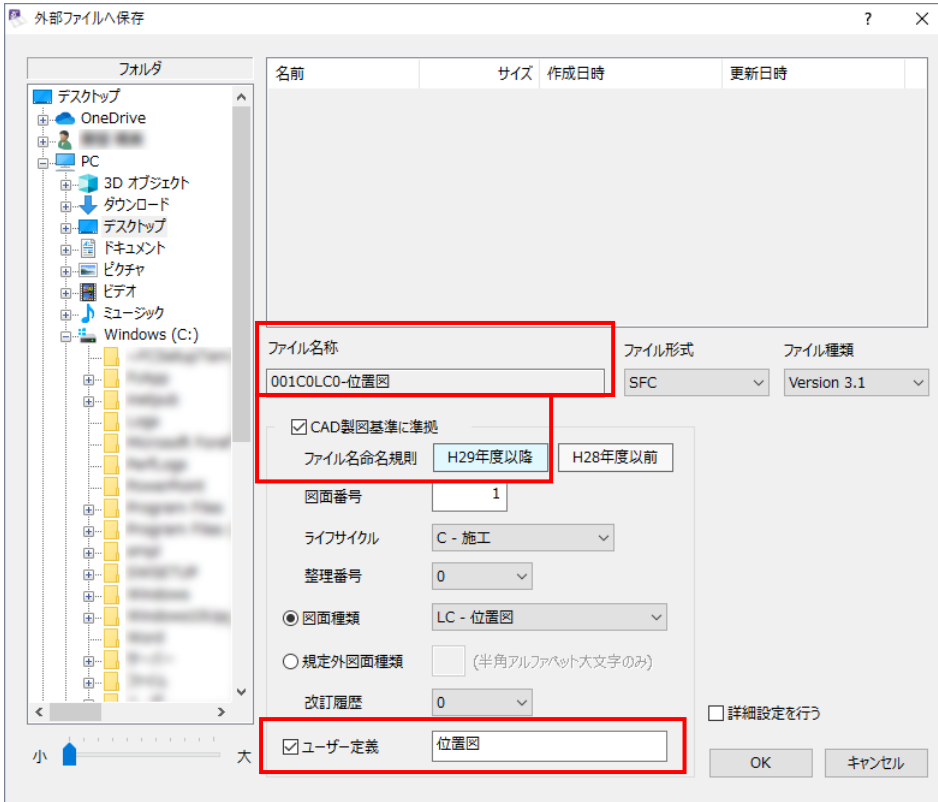 外部ファイルへ保存
?
フォルダ
名前 サイズ 作成日時 更新日時
デスクトップ
OneDrive
PC
3D オブジェクト
ダウンロード
デスクトップ
ドキュメント
ピクチャ
ビデオ
ミュージック
Windows (C:)
小 大
ファイル名称 ファイル形式 ファイル種類
001C0LC0-位置図 SFC Version 3.1
CAD製図基準に準拠
ファイル名命名規則 H29年度以降 H28年度以前
図面番号 1
ライフサイクル C - 施工
整理番号 0
図面種類 LC - 位置図
規定外図面種類 (半角アルファベット大文字のみ)
改訂履歴 0
ユーザー定義 位置図
詳細設定を行う
OK キャンセル